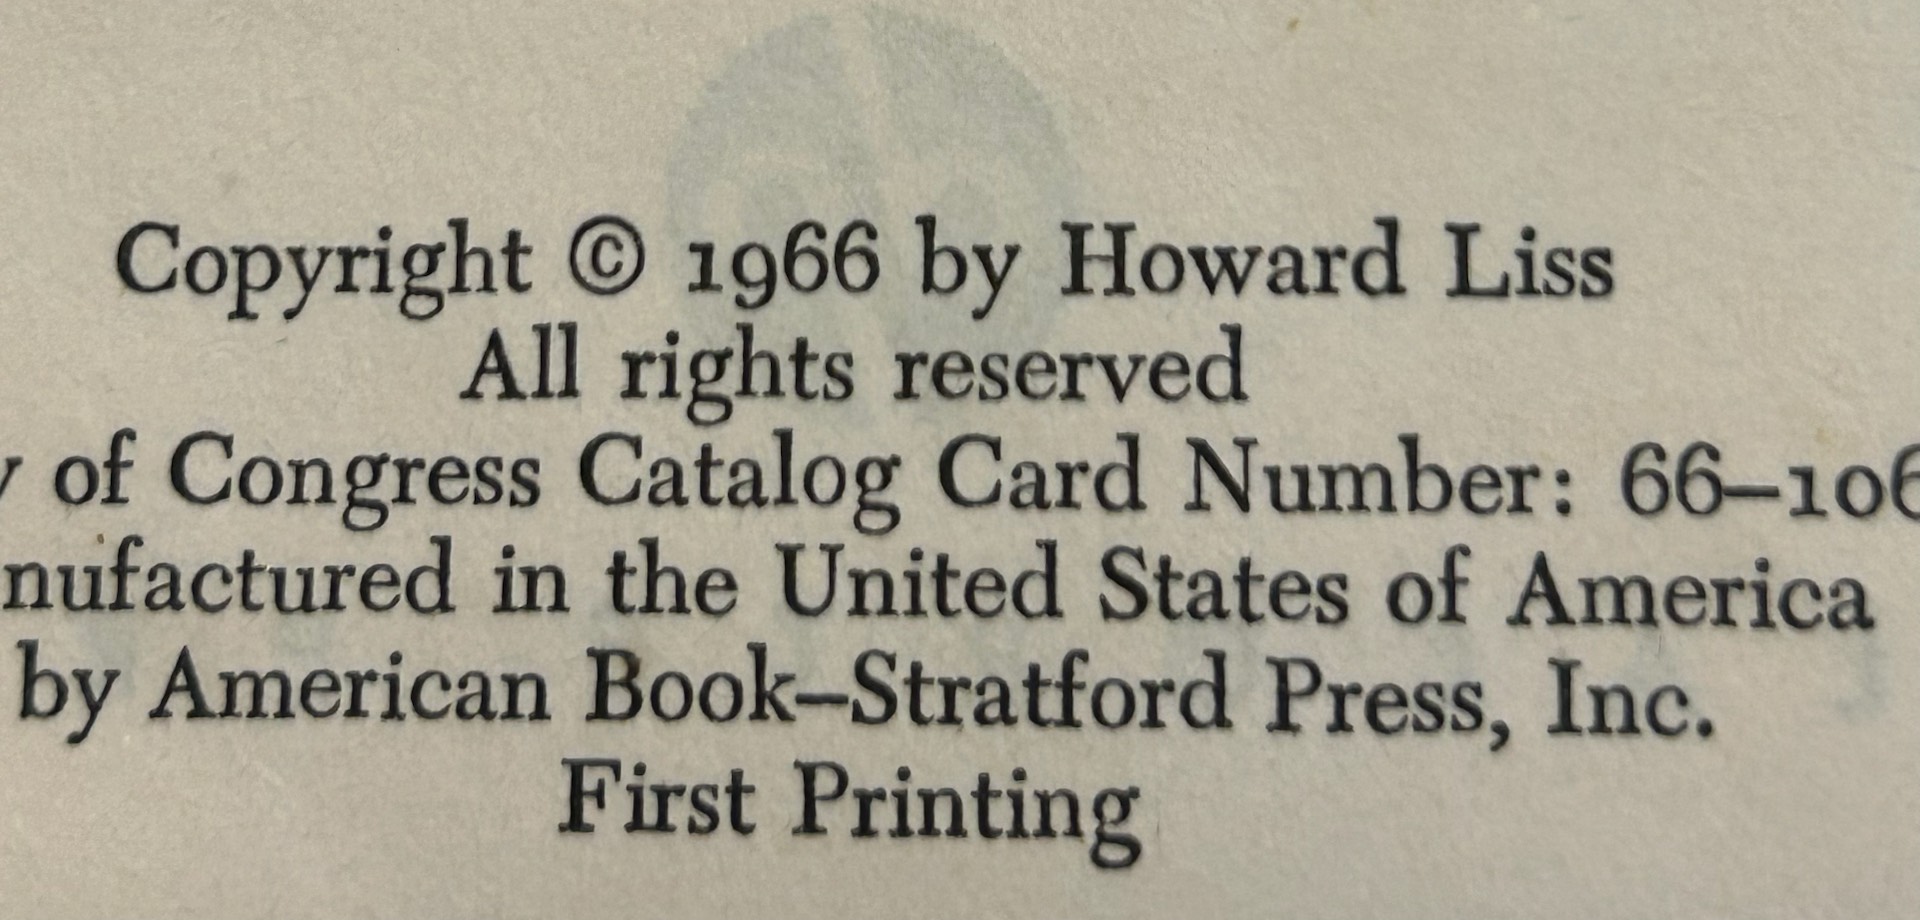 Copyright © 1966 by Howard Liss
All rights reserved
of Congress Catalog Card Number: 66–106
nufactured in the United States of America
by American Book–Stratford Press, Inc.
First Printing